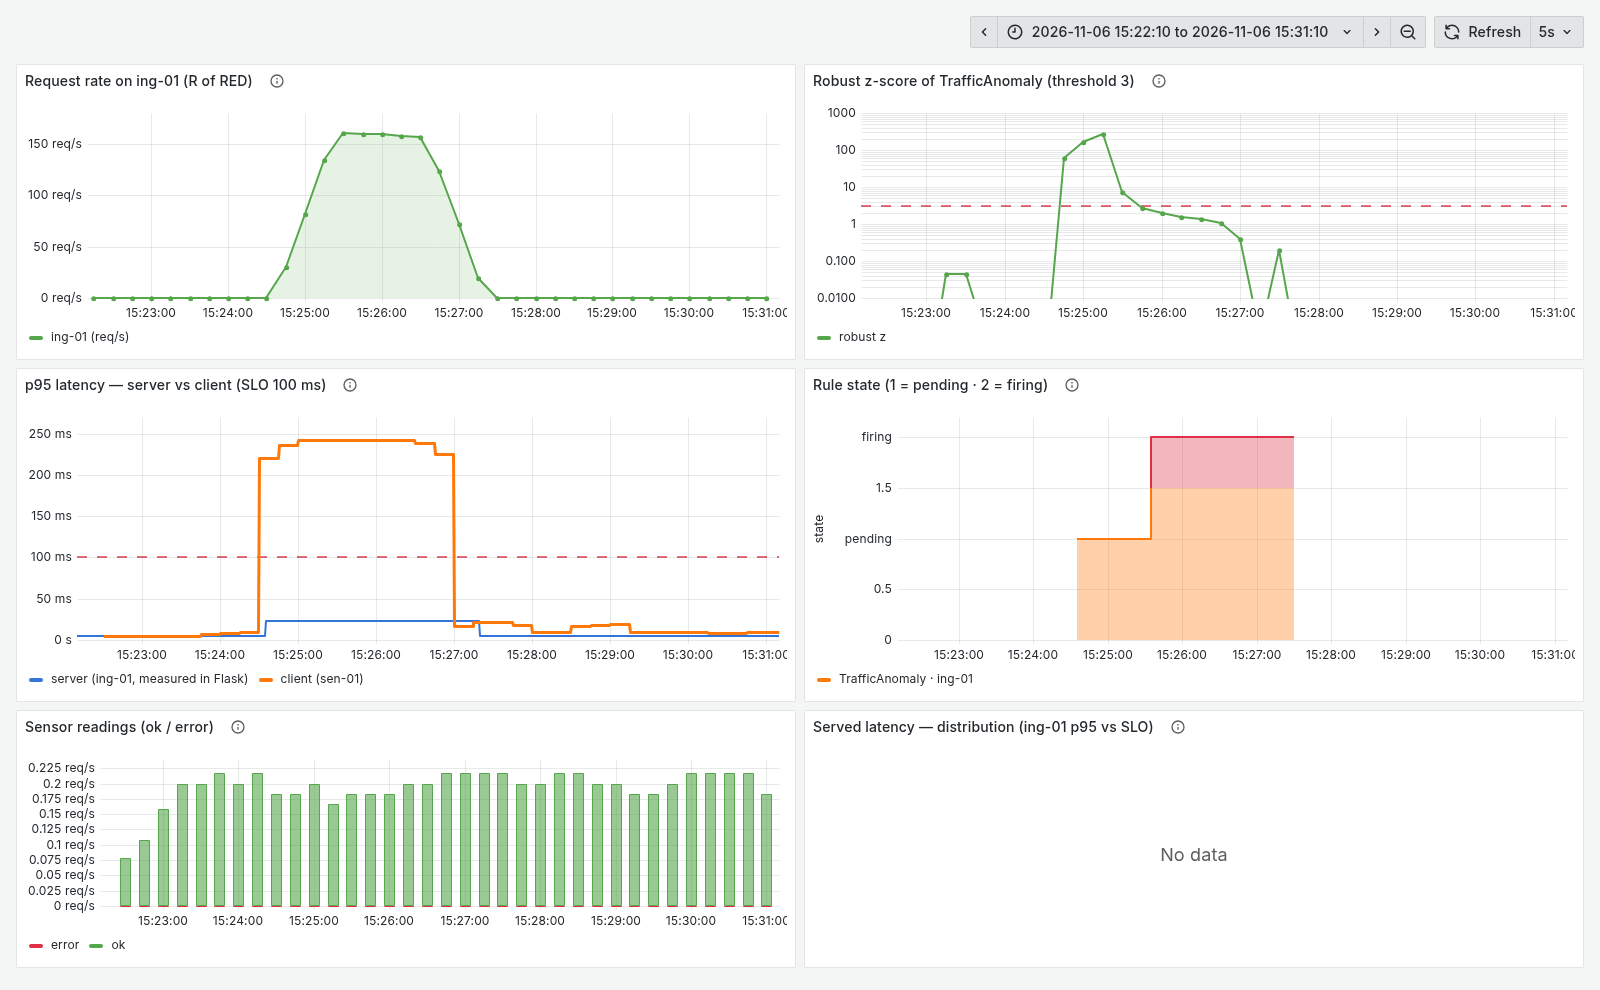 2026-11-06 15:22:10 to 2026-11-06 15:31:10
Refresh
5s
Request rate on ing-01 (R of RED)
150 req/s
100 req/s
50 req/s
0 req/s
15:23:00 15:24:00 15:25:00 15:26:00 15:27:00 15:28:00 15:29:00 15:30:00 15:31:00
ing-01 (req/s)
Robust z-score of TrafficAnomaly (threshold 3)
1000
100
10
1
0.100
0.0100
15:23:00 15:24:00 15:25:00 15:26:00 15:27:00 15:28:00 15:29:00 15:30:00 15:31:0
robust z
p95 latency — server vs client (SLO 100 ms)
250 ms
200 ms
150 ms
100 ms
50 ms
0 s
15:23:00 15:24:00 15:25:00 15:26:00 15:27:00 15:28:00 15:29:00 15:30:00 15:31:00
server (ing-01, measured in Flask) client (sen-01)
Rule state (1 = pending · 2 = firing)
state
firing
1.5
pending
0.5
0
15:23:00 15:24:00 15:25:00 15:26:00 15:27:00 15:28:00 15:29:00 15:30:00 15:31:0
TrafficAnomaly · ing-01
Sensor readings (ok / error)
0.225 req/s
0.2 req/s
0.175 req/s
0.15 req/s
0.125 req/s
0.1 req/s
0.075 req/s
0.05 req/s
0.025 req/s
0 req/s
15:23:00 15:24:00 15:25:00 15:26:00 15:27:00 15:28:00 15:29:00 15:30:00 15:31:00
error ok
Served latency — distribution (ing-01 p95 vs SLO)
No data